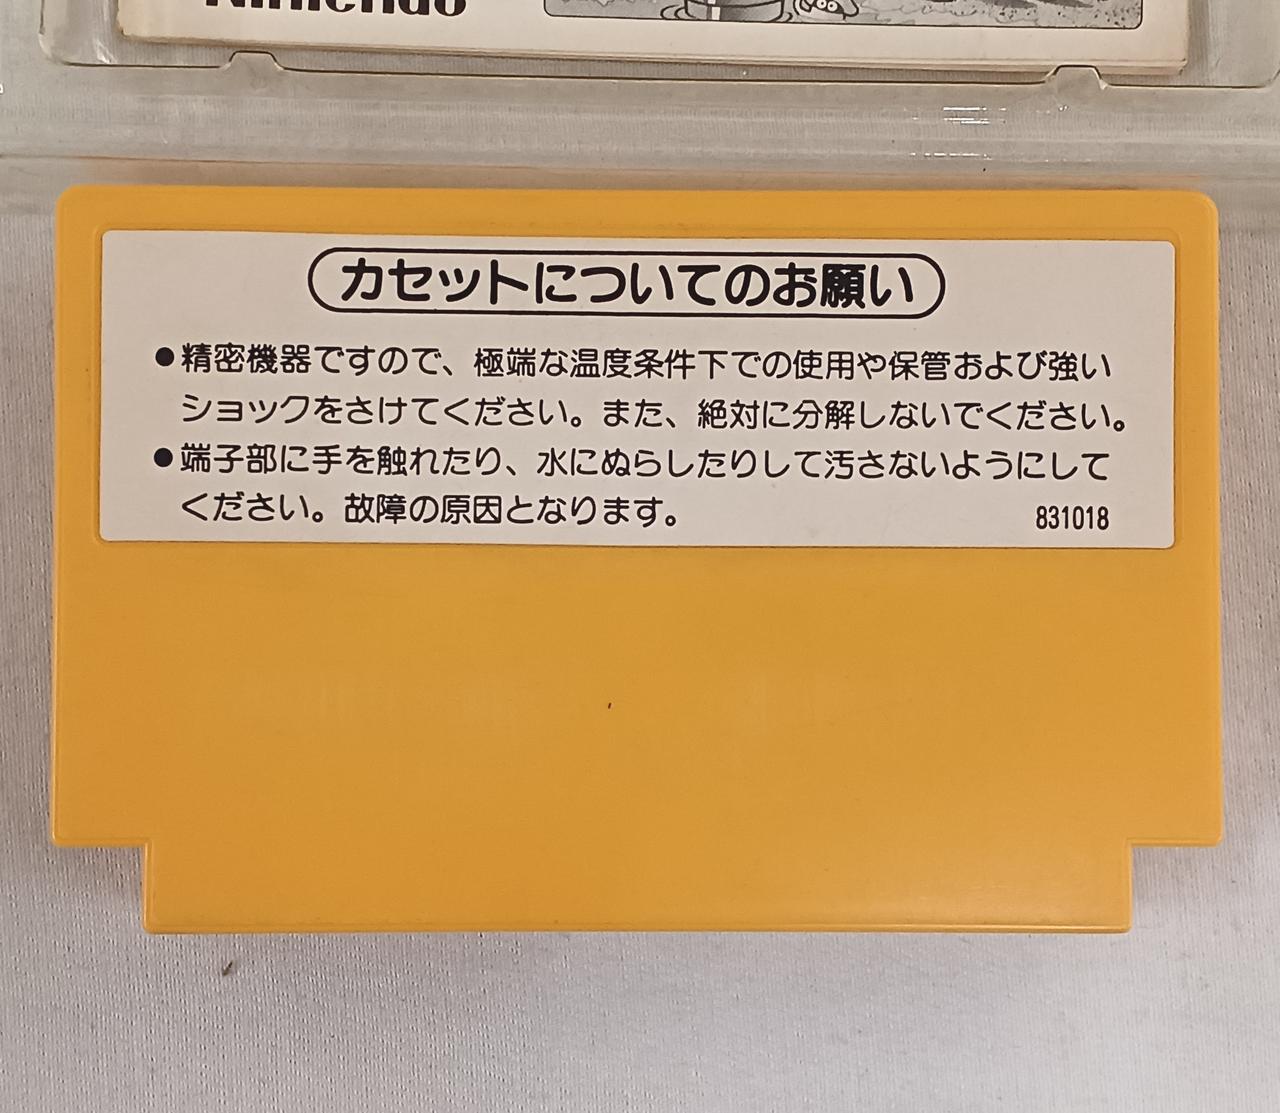 Nintendo
カセットについてのお願い
●精密機器ですので、極端な温度条件下での使用や保管および強い
ショックをさけてください。また、絶対に分解しないでください。
●端子部に手を触れたり、水にぬらしたりして汚さないようにして
ください。故障の原因となります。
831018